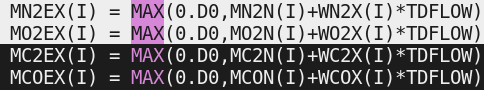 MN2EX(I) = MAX(0.D0,MN2N(I)+WN2X(I)*TDFLOW)
MO2EX(I) = MAX(0.D0,MO2N(I)+WO2X(I)*TDFLOW)
MC2EX(I) = MAX(0.D0,MC2N(I)+WC2X(I)*TDFLOW)
MCOEX(I) = MAX(0.D0,MCON(I)+WCOX(I)*TDFLOW)